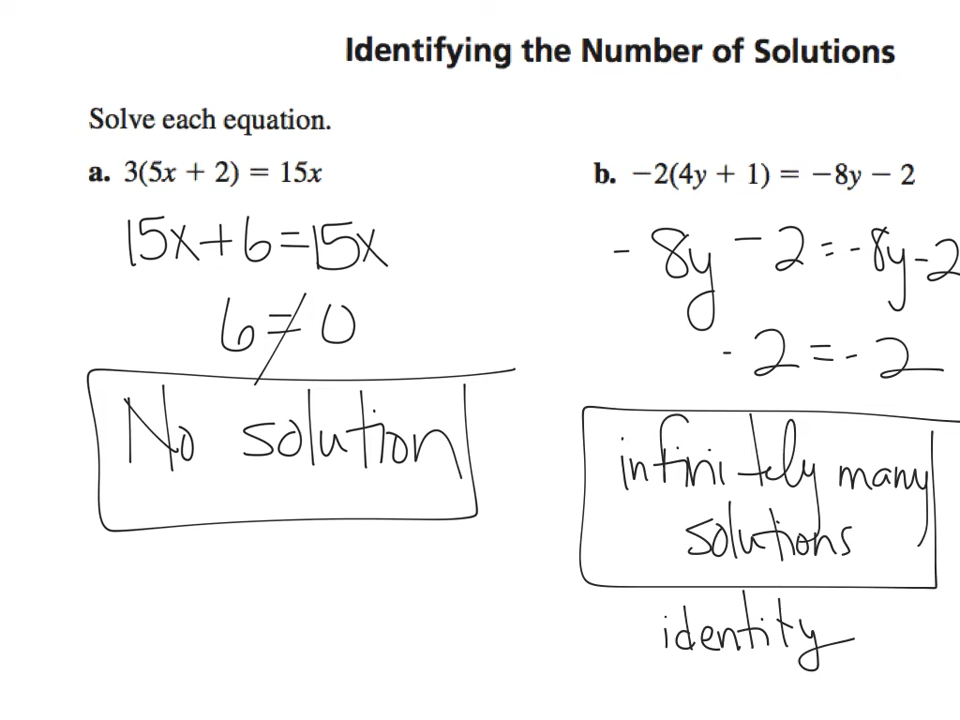 Identifying the Number of Solutions
Solve each equation.
a. 3(5x + 2) = 15x
15x+6=15x
6≠0
No solution
b. −2(4y + 1) = −8y − 2
-8y-2=-8y-2
-2=-2
infinitely many
solutions
identity